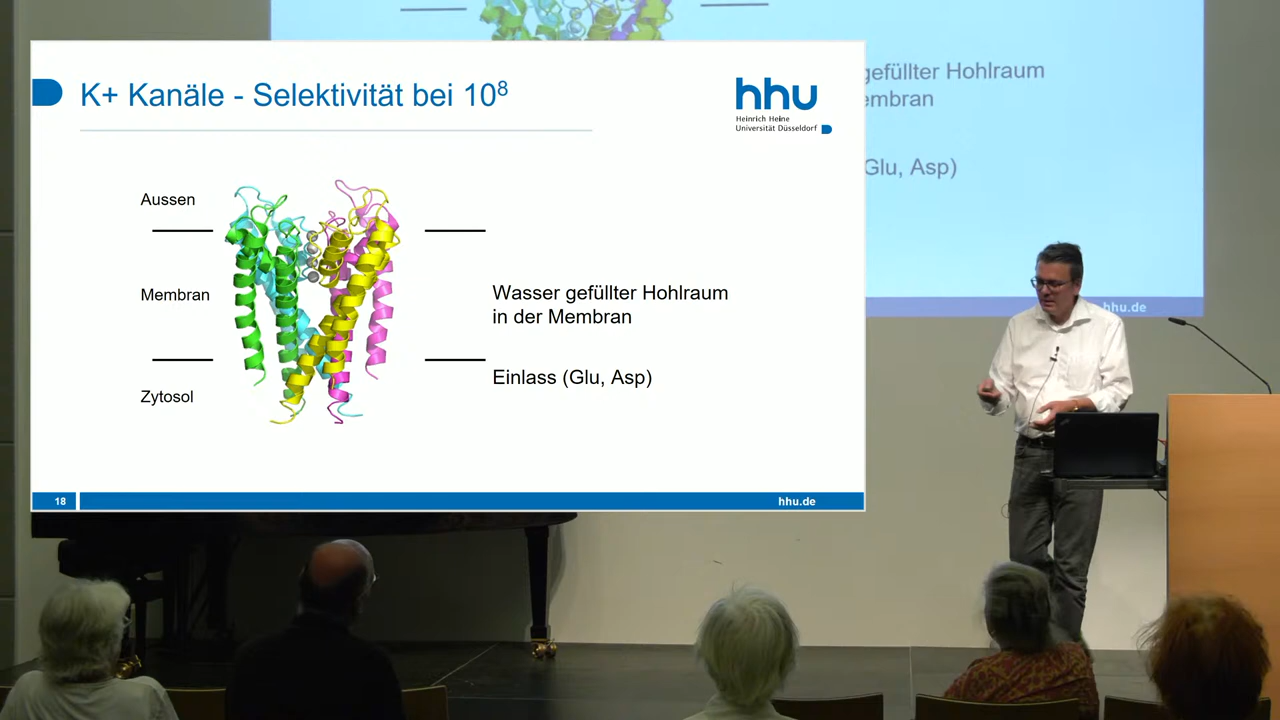 K+ Kanäle - Selektivität bei 10⁸
hhu
Heinrich Heine
Universität Düsseldorf
Aussen
Membran
Zytosol
Wasser gefüllter Hohlraum
in der Membran
Einlass (Glu, Asp)
18
hhu.de
gefüllter Hohlraum
embran
Glu, Asp)
hhu.de